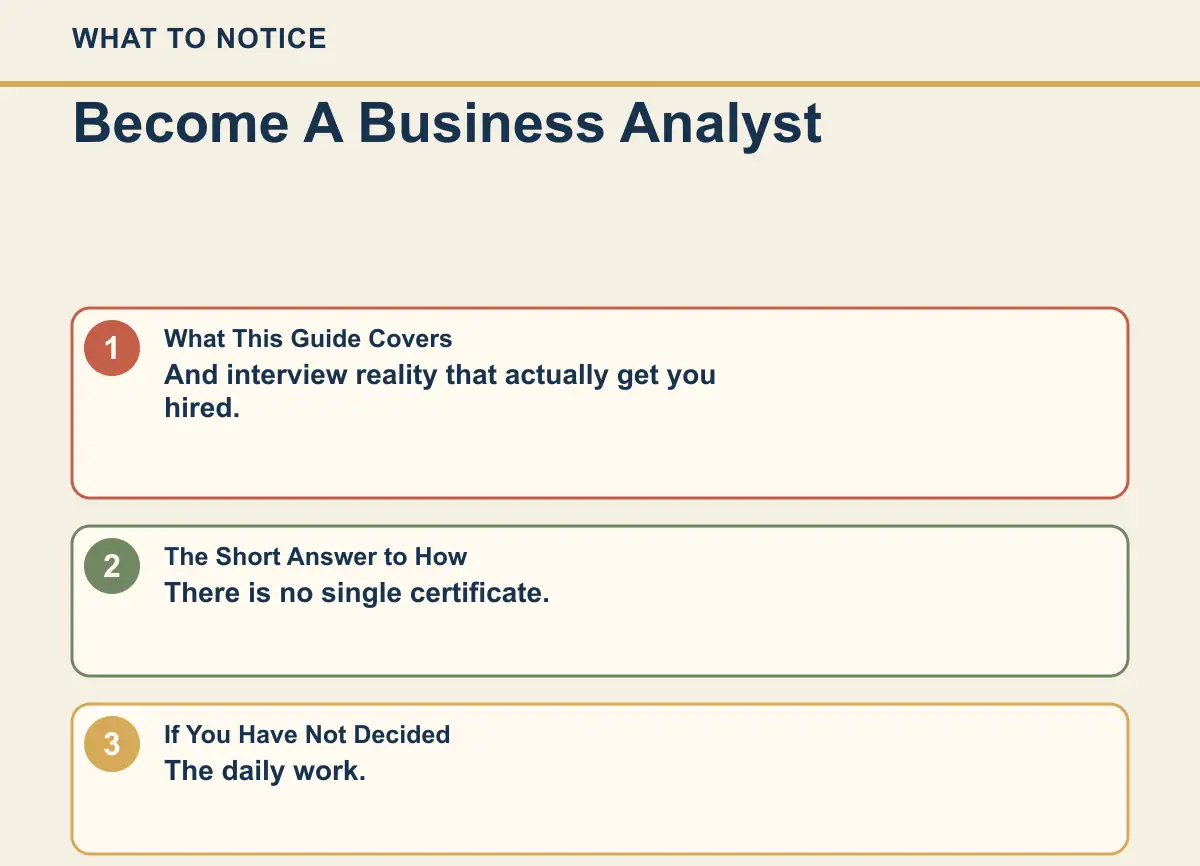 WHAT TO NOTICE
Become A Business Analyst
1
What This Guide Covers
And interview reality that actually get you
hired.
2
The Short Answer to How
There is no single certificate.
3
If You Have Not Decided
The daily work.